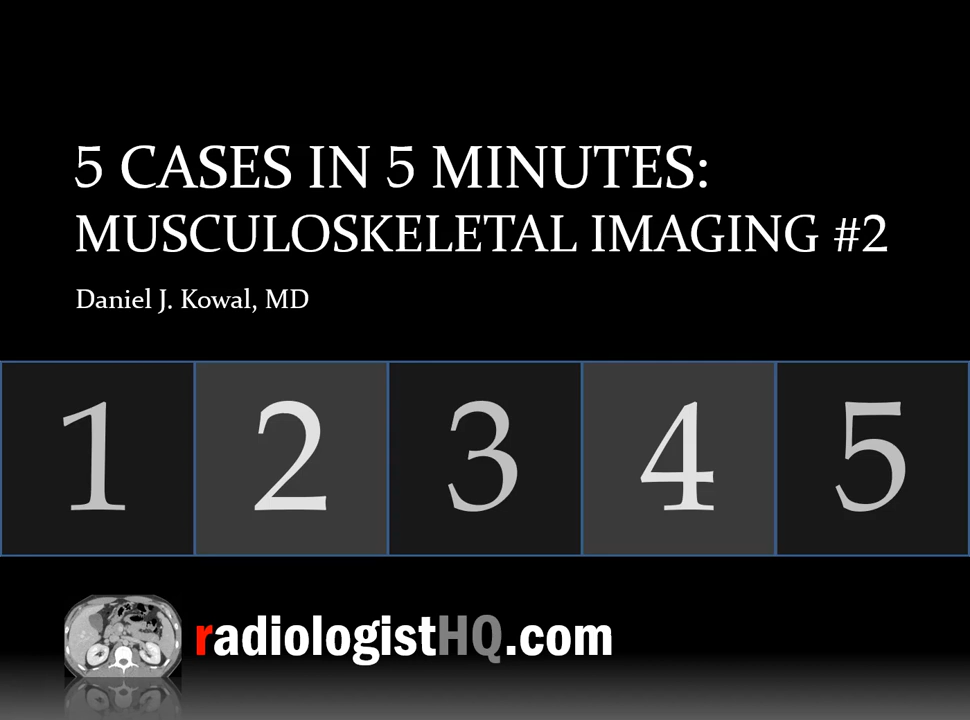 5 CASES IN 5 MINUTES:
MUSCULOSKELETAL IMAGING #2
Daniel J. Kowal, MD
1 2 3 4 5
radiologistHQ.com